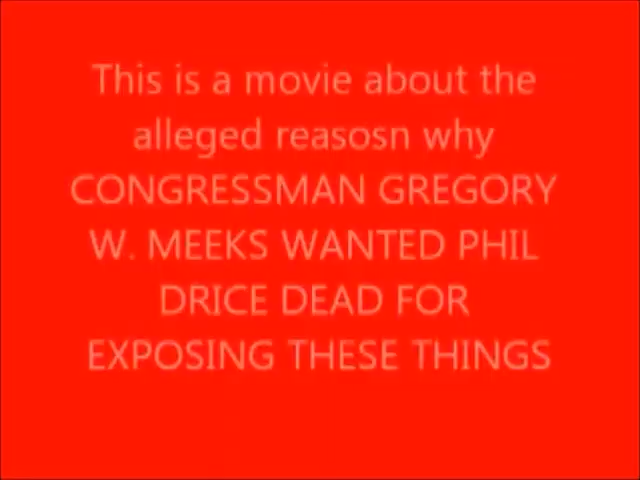 This is a movie about the
alleged reasosn why
CONGRESSMAN GREGORY
W. MEEKS WANTED PHIL
DRICE DEAD FOR
EXPOSING THESE THINGS